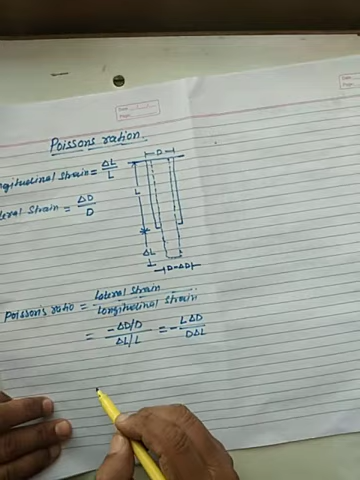 Poissons ration.
ongitudinal strain = ΔL/L
teral strain = ΔD/D
D
L
ΔL
D-ΔD
Poisson's ratio = lateral strain / Longitudinal strain
= -ΔD/D / ΔL/L = - LΔD / DΔL